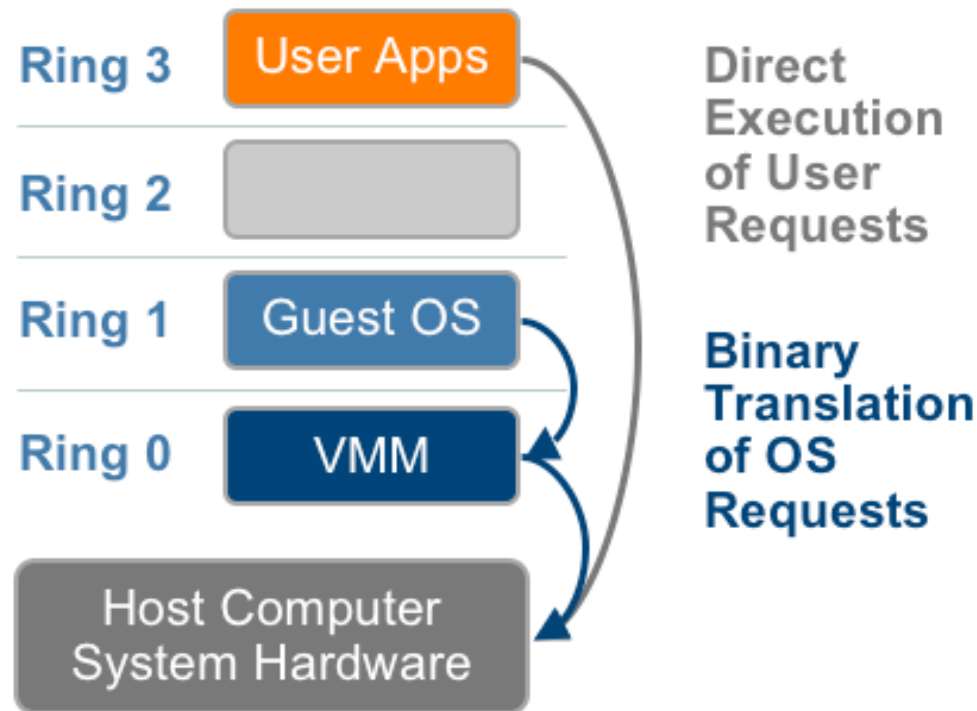 Ring 3
User Apps
Ring 2
Ring 1
Guest OS
Ring 0
VMM
Host Computer
System Hardware
Direct
Execution
of User
Requests
Binary
Translation
of OS
Requests